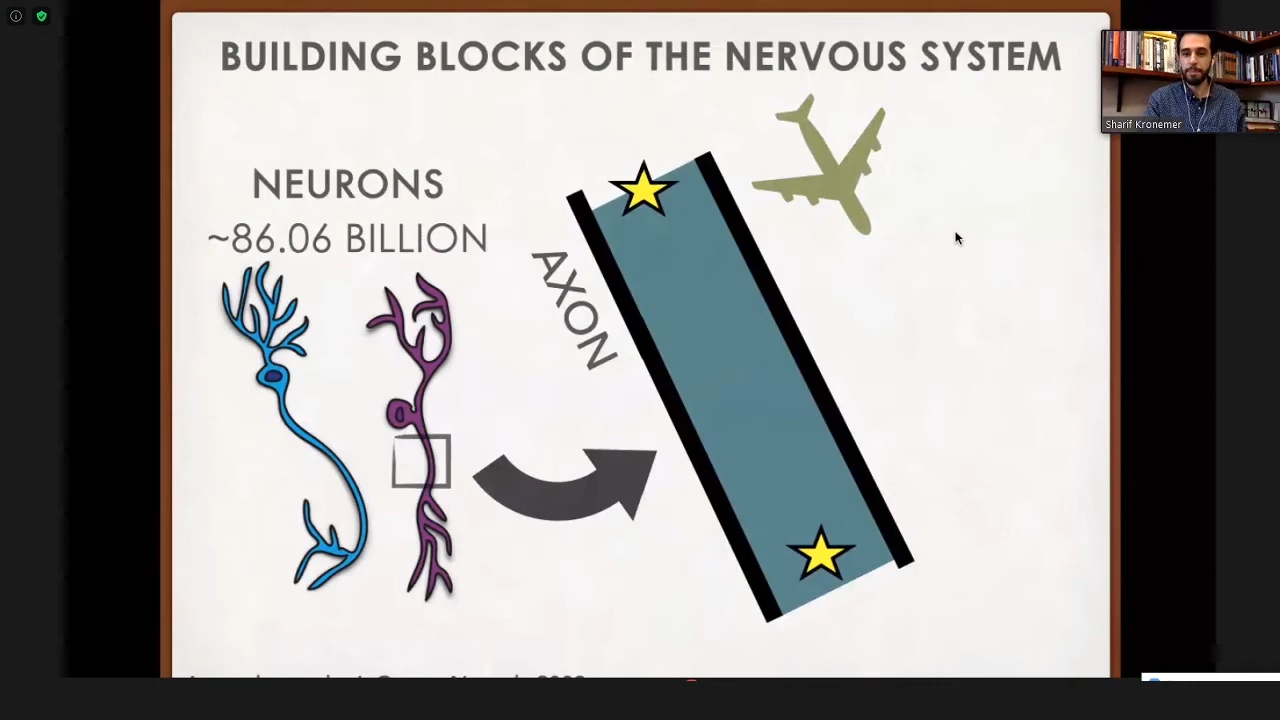 BUILDING BLOCKS OF THE NERVOUS SYSTEM
Sharif Kronemer
NEURONS
~86.06 BILLION
AXON